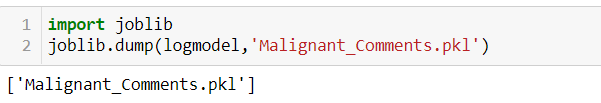 1 import joblib
2 joblib.dump(logmodel,'Malignant_Comments.pkl')
['Malignant_Comments.pkl']